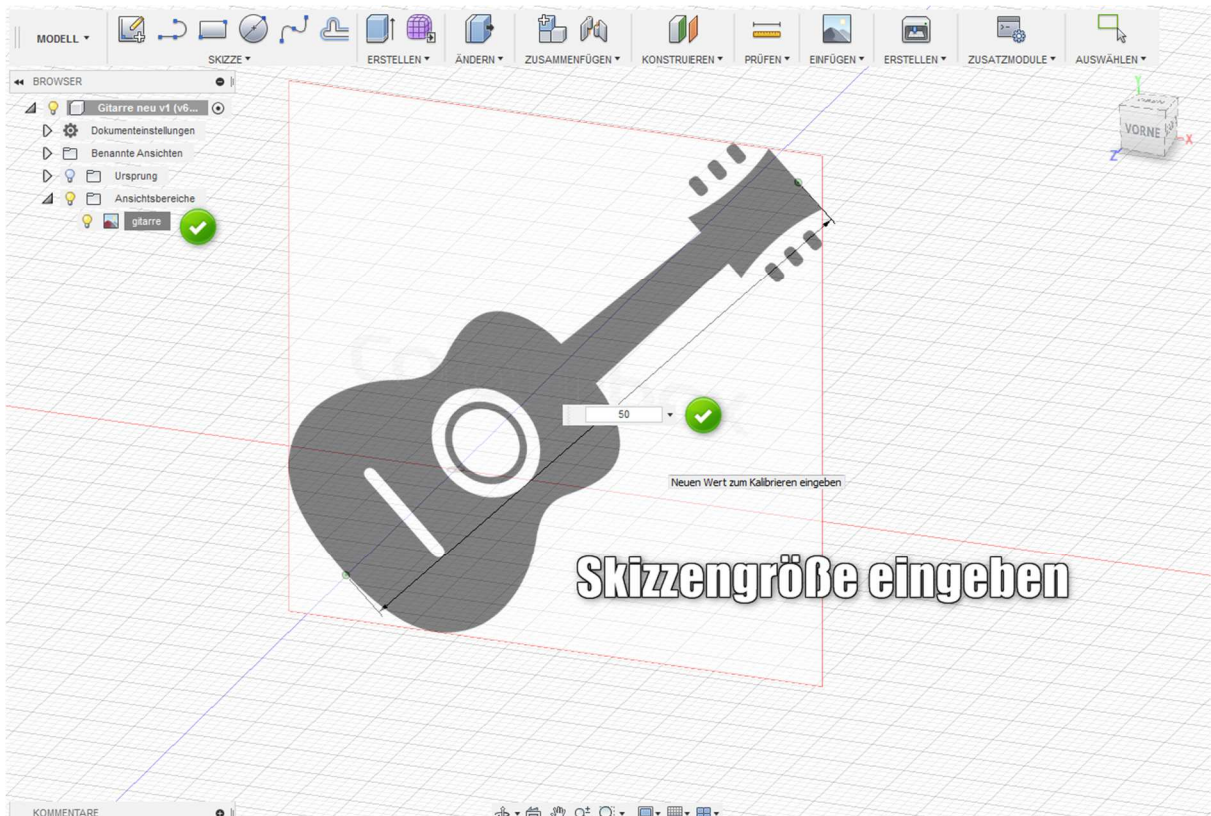 MODELL
SKIZZE
ERSTELLEN
ÄNDERN
ZUSAMMENFÜGEN
KONSTRUIEREN
PRÜFEN
EINFÜGEN
ERSTELLEN
ZUSATZMODULE
AUSWÄHLEN
BROWSER
Gitarre neu v1 (v6...
Dokumenteinstellungen
Benannte Ansichten
Ursprung
Ansichtsbereiche
gitarre
VORNE
Y
X
Z
50
Neuen Wert zum Kalibrieren eingeben
Skizzengröße eingeben
KOMMENTARE